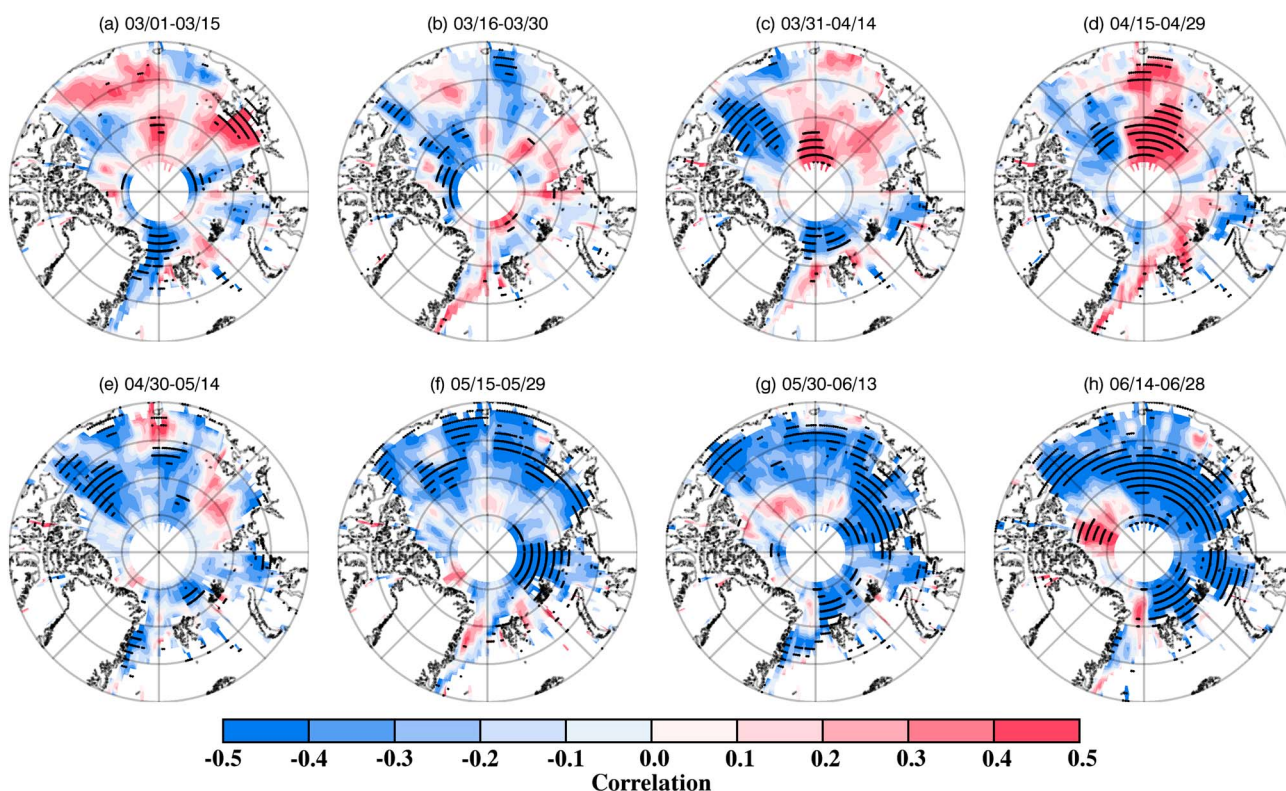 (a) 03/01-03/15
(b) 03/16-03/30
(c) 03/31-04/14
(d) 04/15-04/29
(e) 04/30-05/14
(f) 05/15-05/29
(g) 05/30-06/13
(h) 06/14-06/28
-0.5 -0.4 -0.3 -0.2 -0.1 0.0 0.1 0.2 0.3 0.4 0.5
Correlation